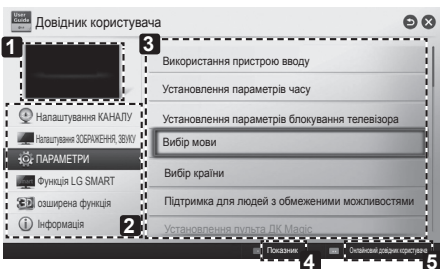 User Guide
Довідник користувача
1
3
Налаштування КАНАЛУ
Налаштування ЗОБРАЖЕННЯ, ЗВУКУ
ПАРАМЕТРИ
Функція LG SMART
3D озширена функція
Інформація
2
Використання пристрою вводу
Установлення параметрів часу
Установлення параметрів блокування телевізора
Вибір мови
Вибір країни
Підтримка для людей з обмеженими можливостями
Установлення пульта ДК Magic
Показник
4
Онлайновий довідник користувача
5